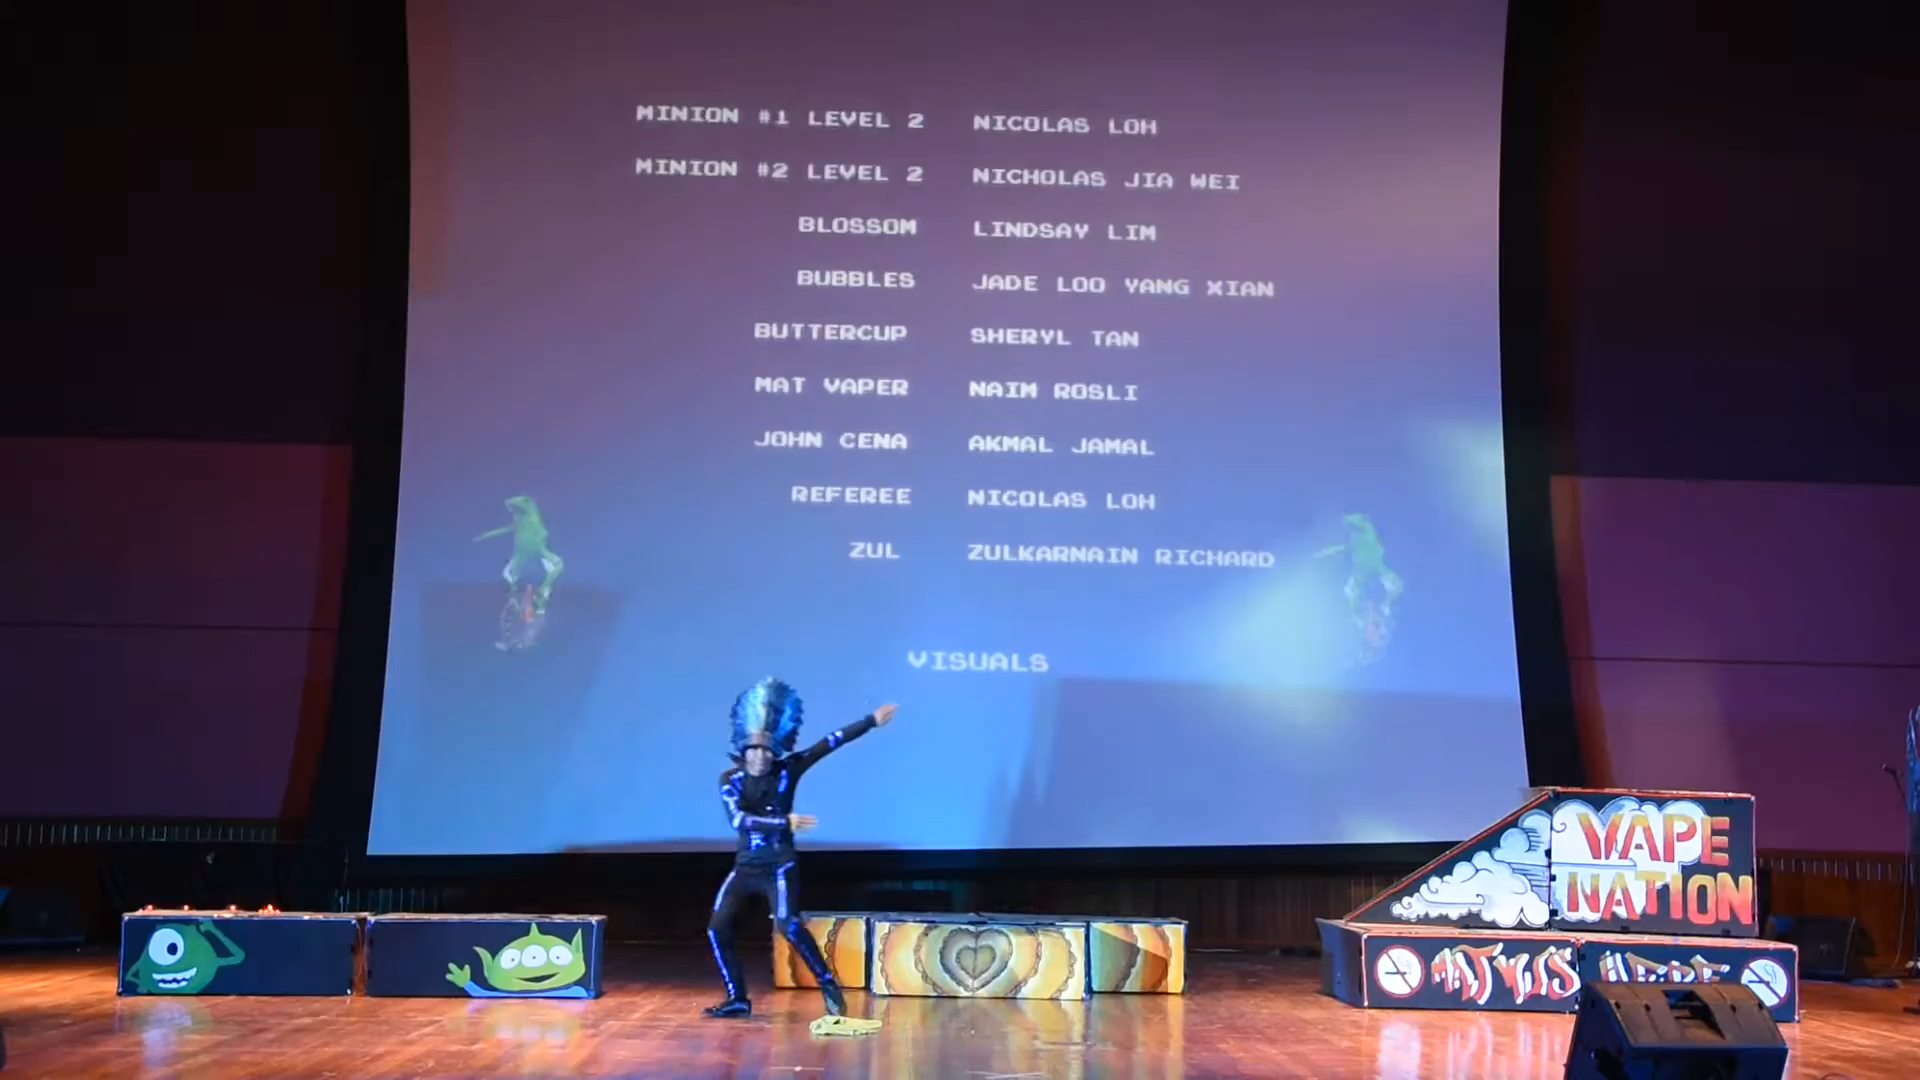 MINION #1 LEVEL 2 NICOLAS LOH
MINION #2 LEVEL 2 NICHOLAS JIA WEI
BLOSSOM LINDSAY LIM
BUBBLES JADE LOO YANG XIAN
BUTTERCUP SHERYL TAN
MAT VAPER NAIM ROSLI
JOHN CENA AKMAL JAMAL
REFEREE NICOLAS LOH
ZUL ZULKARNAIN RICHARD
VISUALS
VAPE
NATION